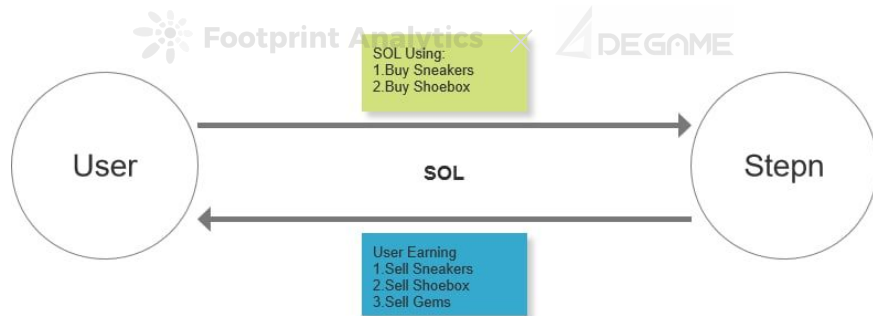 Footprint Analytics × DEGAME
SOL Using:
1.Buy Sneakers
2.Buy Shoebox
User
SOL
Stepn
User Earning
1.Sell Sneakers
2.Sell Shoebox
3.Sell Gems